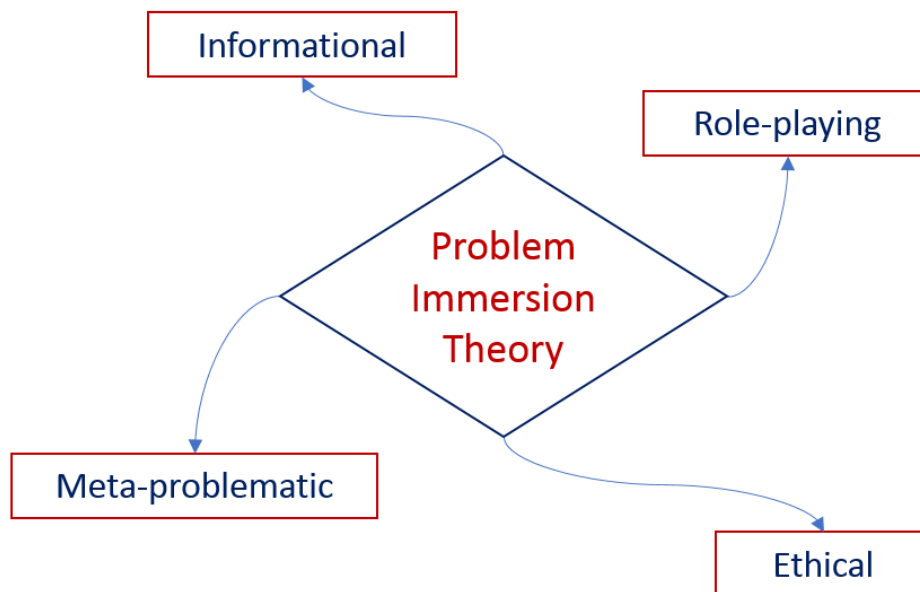 Informational
Role-playing
Problem
Immersion
Theory
Meta-problematic
Ethical